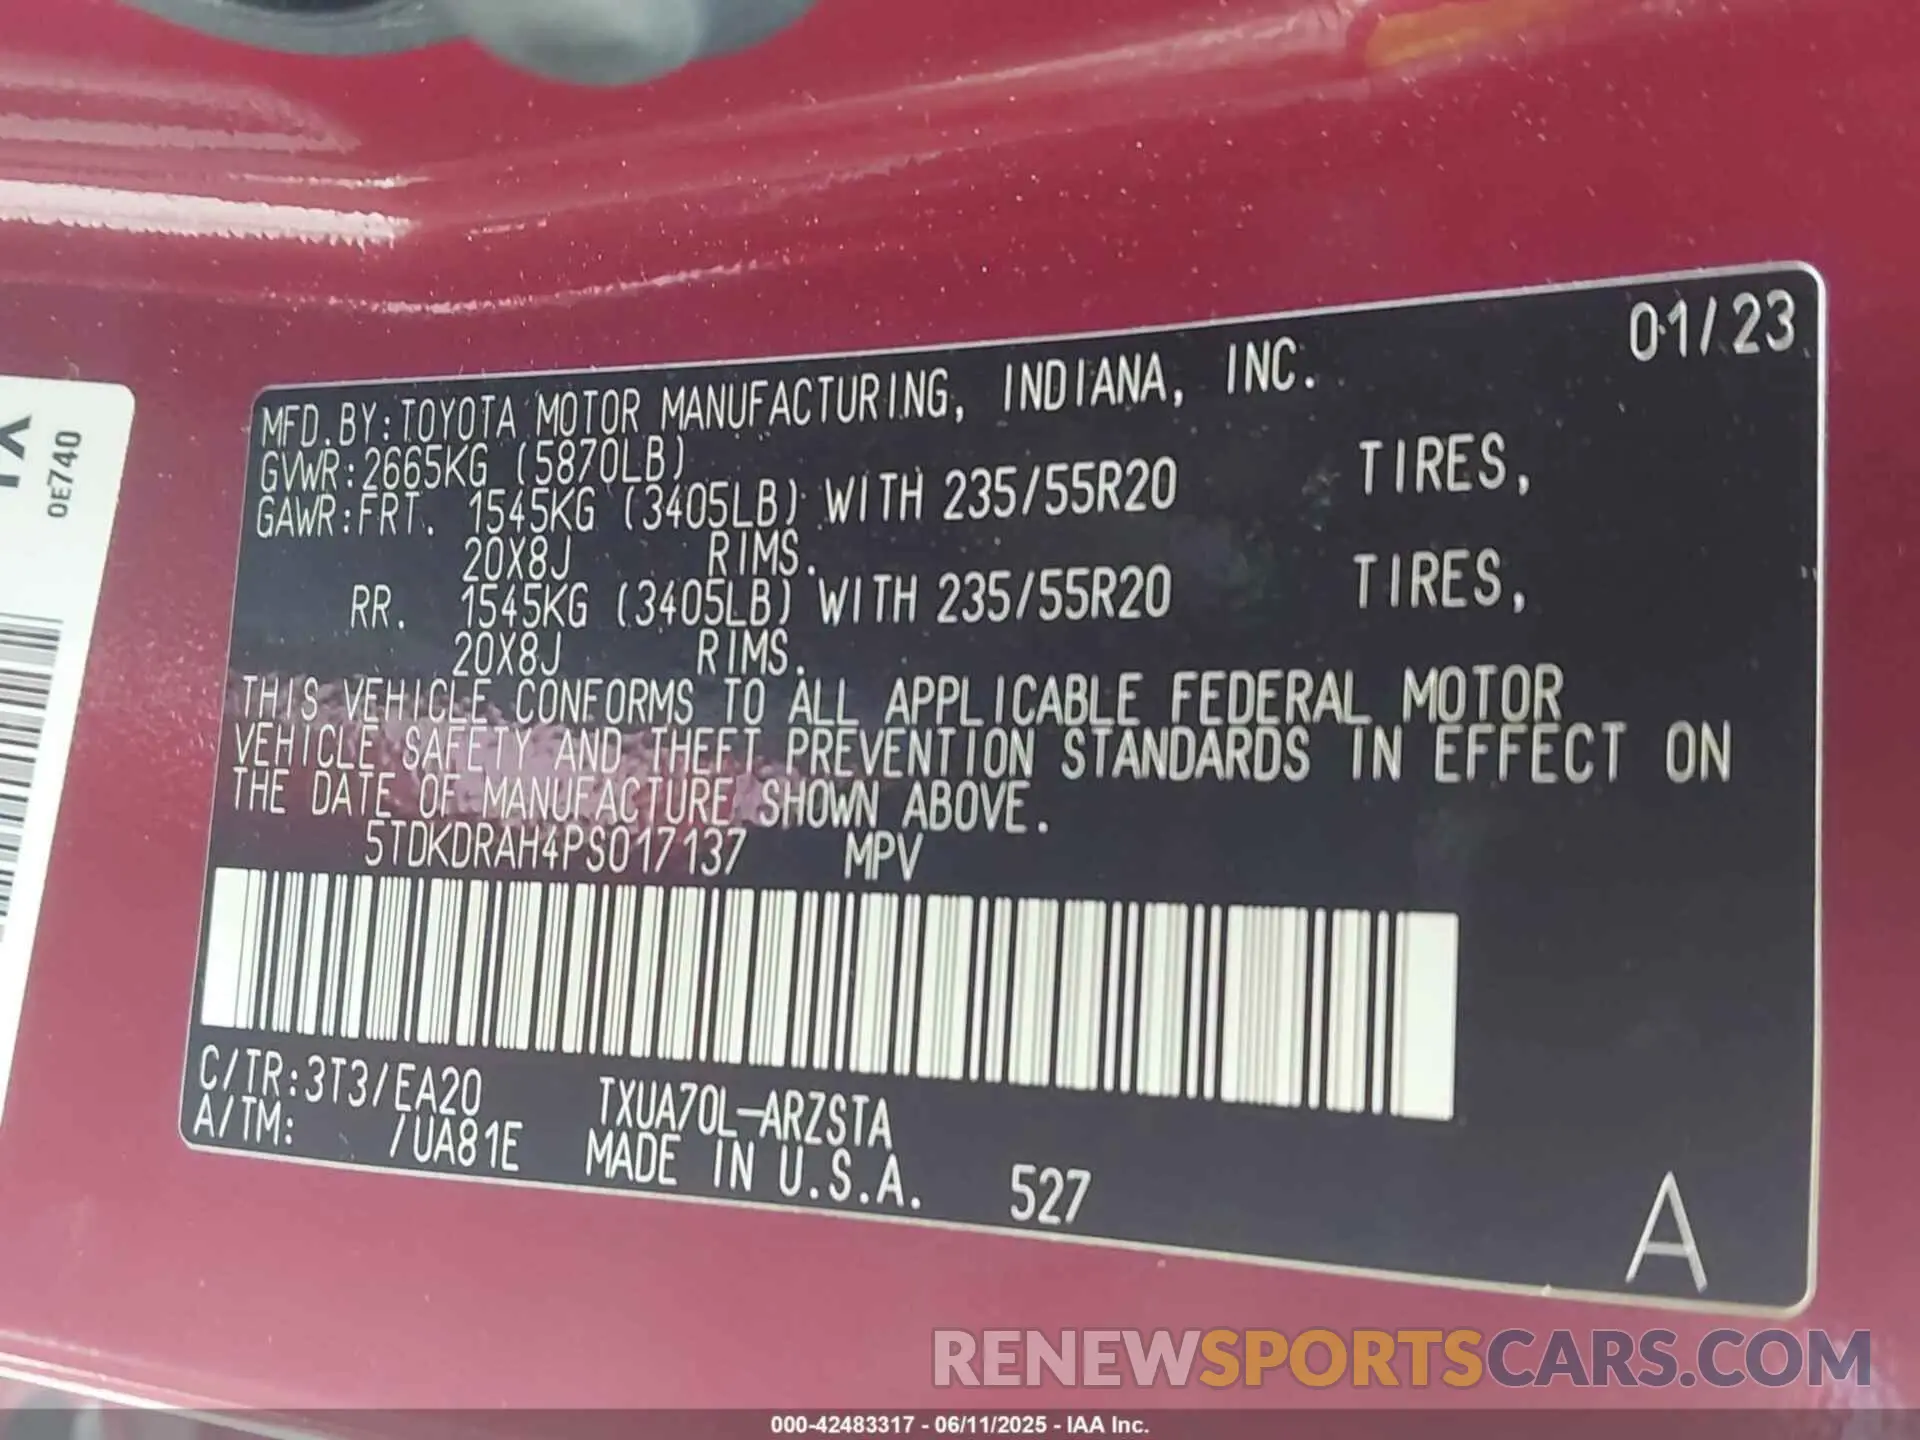 01/23
MFD.BY:TOYOTA MOTOR MANUFACTURING, INDIANA, INC.
GVWR:2665KG (5870LB)
GAWR:FRT. 1545KG (3405LB) WITH 235/55R20 TIRES,
20X8J RIMS.
RR. 1545KG (3405LB) WITH 235/55R20 TIRES,
20X8J RIMS.
THIS VEHICLE CONFORMS TO ALL APPLICABLE FEDERAL MOTOR
VEHICLE SAFETY AND THEFT PREVENTION STANDARDS IN EFFECT ON
THE DATE OF MANUFACTURE SHOWN ABOVE.
5TDKDRAH4PS017137 MPV
C/TR:3T3/EA20 TXUA70L-ARZSTA
A/TM: /UA81E MADE IN U.S.A. 527
A
0E740
RENEWSPORTSCARS.COM
000-42483317 - 06/11/2025 - IAA Inc.